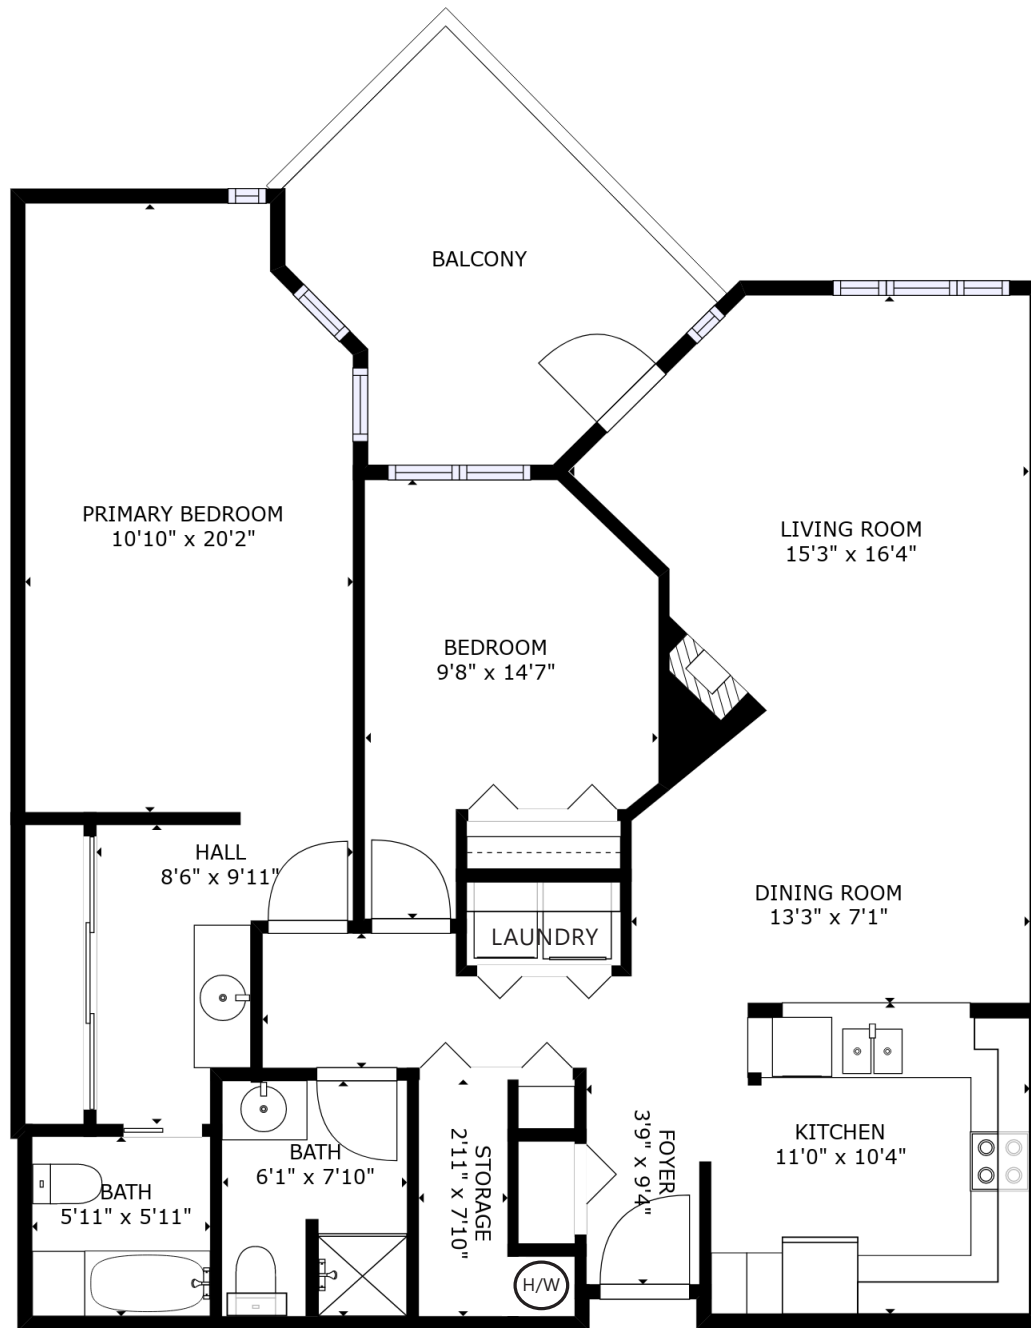 BALCONY
PRIMARY BEDROOM
10'10" x 20'2"
LIVING ROOM
15'3" x 16'4"
BEDROOM
9'8" x 14'7"
HALL
8'6" x 9'11"
DINING ROOM
13'3" x 7'1"
LAUNDRY
KITCHEN
11'0" x 10'4"
FOYER
3'9" x 9'4"
STORAGE
2'11" x 7'10"
BATH
6'1" x 7'10"
BATH
5'11" x 5'11"
H/W